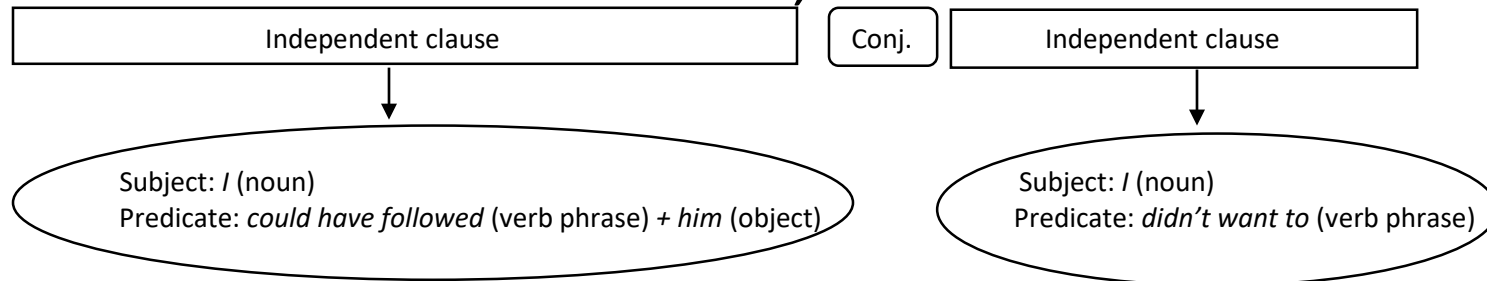 Independent clause
Conj.
Independent clause
Subject: I (noun)
Predicate: could have followed (verb phrase) + him (object)
Subject: I (noun)
Predicate: didn't want to (verb phrase)